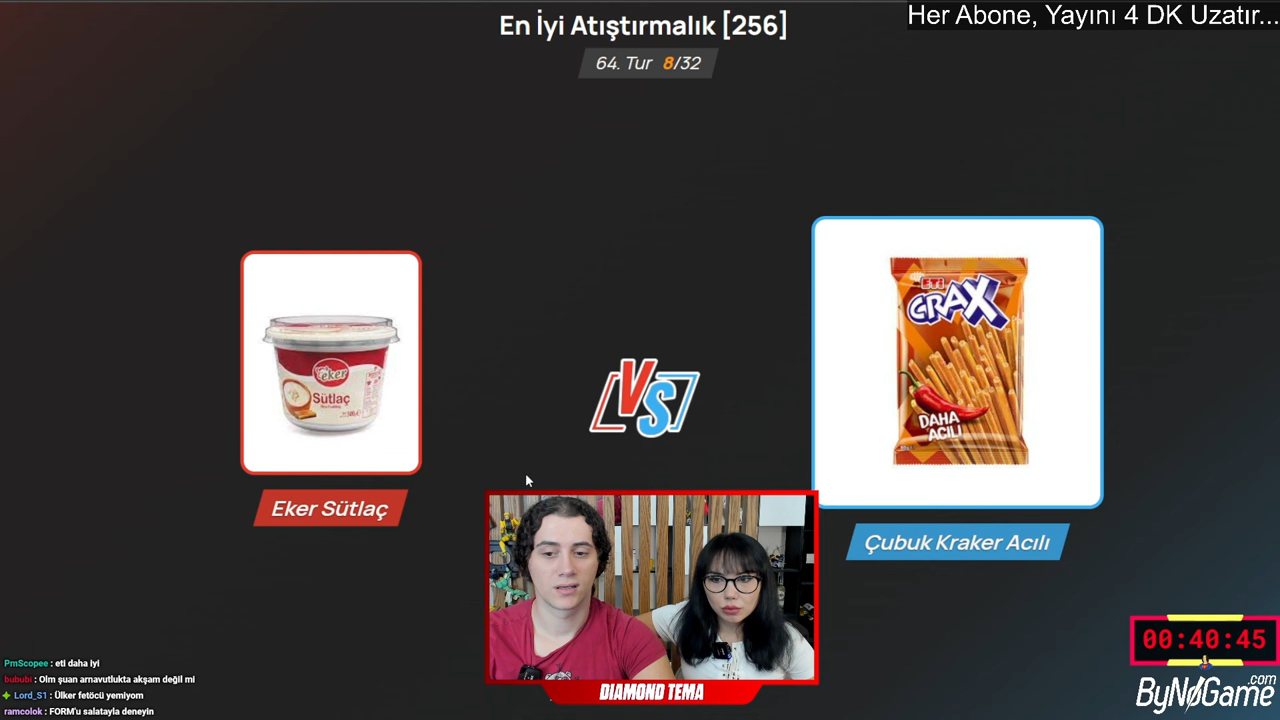 En İyi Atıştırmalık [256]
Her Abone, Yayını 4 DK Uzatır...
64. Tur 8/32
eker
Sütlaç
ETİ
CRAX
DAHA
ACILI
VS
Eker Sütlaç
Çubuk Kraker Acılı
00:40:45
PmScopee : eti daha iyi
bububi : Olm şuan arnavutlukta akşam değil mi
Lord_S1 : Ülker fetöcü yemiyom
ramcolok : FORM'u salatayla deneyin
DIAMOND TEMA
ByNoGame.com